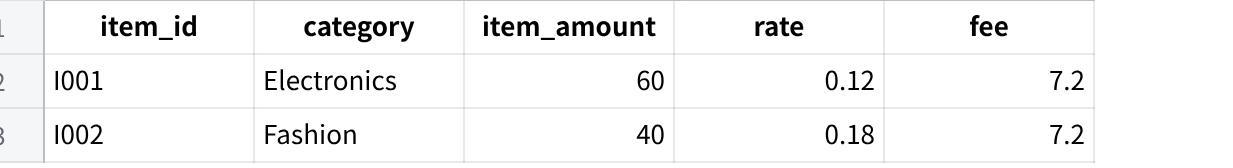 1 item_id category item_amount rate fee
2 I001 Electronics 60 0.12 7.2
3 I002 Fashion 40 0.18 7.2